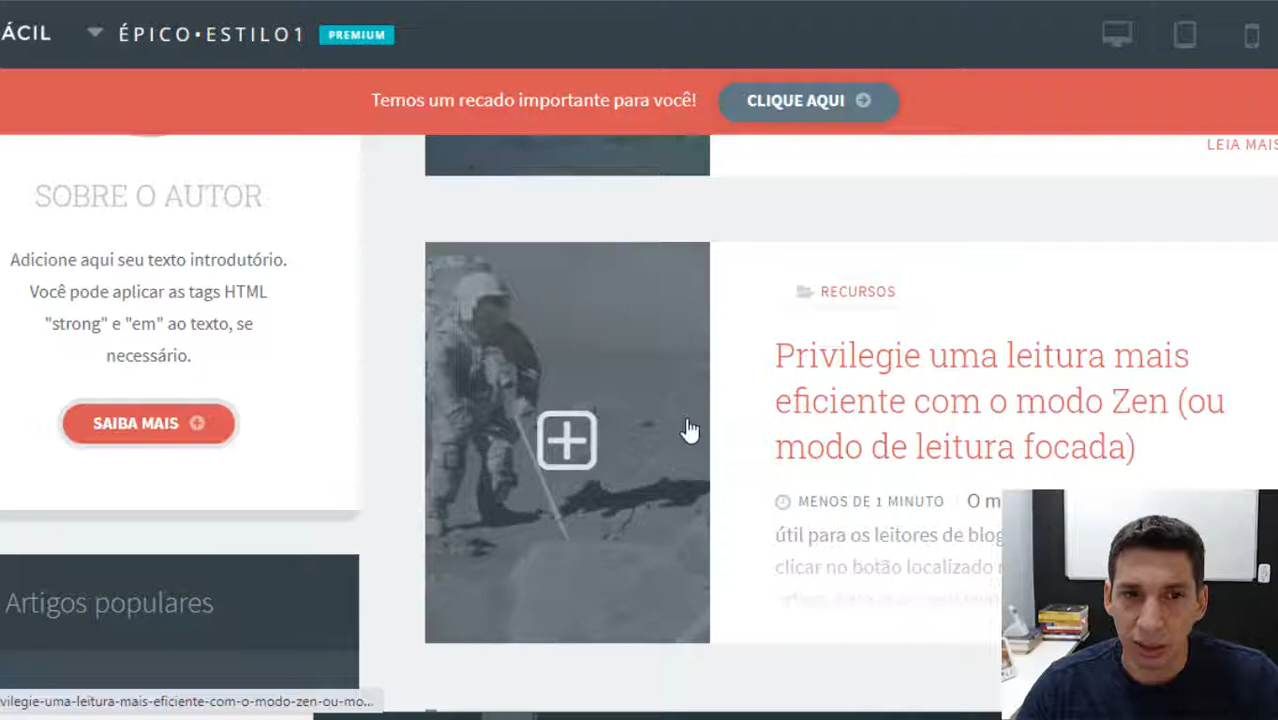 ÁCIL
ÉPICO•ESTILO1
PREMIUM
Temos um recado importante para você!
CLIQUE AQUI
LEIA MAIS
SOBRE O AUTOR
Adicione aqui seu texto introdutório.
Você pode aplicar as tags HTML
"strong" e "em" ao texto, se
necessário.
SAIBA MAIS
RECURSOS
Privilegie uma leitura mais
eficiente com o modo Zen (ou
modo de leitura focada)
MENOS DE 1 MINUTO O m
útil para os leitores de blog
clicar no botão localizado
Artigos populares
vilegie-uma-leitura-mais-eficiente-com-o-modo-zen-ou-mo...